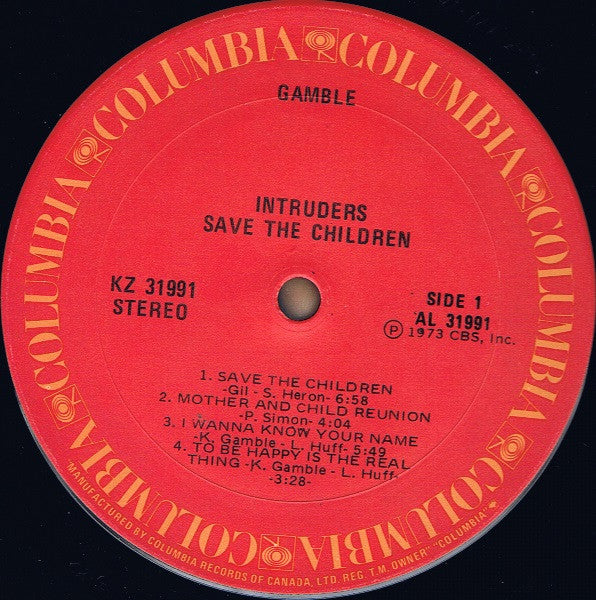 COLUMBIA COLUMBIA COLUMBIA COLUMBIA COLUMBIA COLUMBIA
GAMBLE
INTRUDERS
SAVE THE CHILDREN
KZ 31991
STEREO
SIDE 1
AL 31991
Ⓟ 1973 CBS, Inc.
1. SAVE THE CHILDREN
-Gil - S. Heron- 6:58
2. MOTHER AND CHILD REUNION
-P. Simon- 4:04
3. I WANNA KNOW YOUR NAME
-K. Gamble - L. Huff- 5:49
4. TO BE HAPPY IS THE REAL
THING -K. Gamble - L. Huff-
-3:28-
"MANUFACTURED BY COLUMBIA RECORDS OF CANADA, LTD. REG. T.M. OWNER" "COLUMBIA"